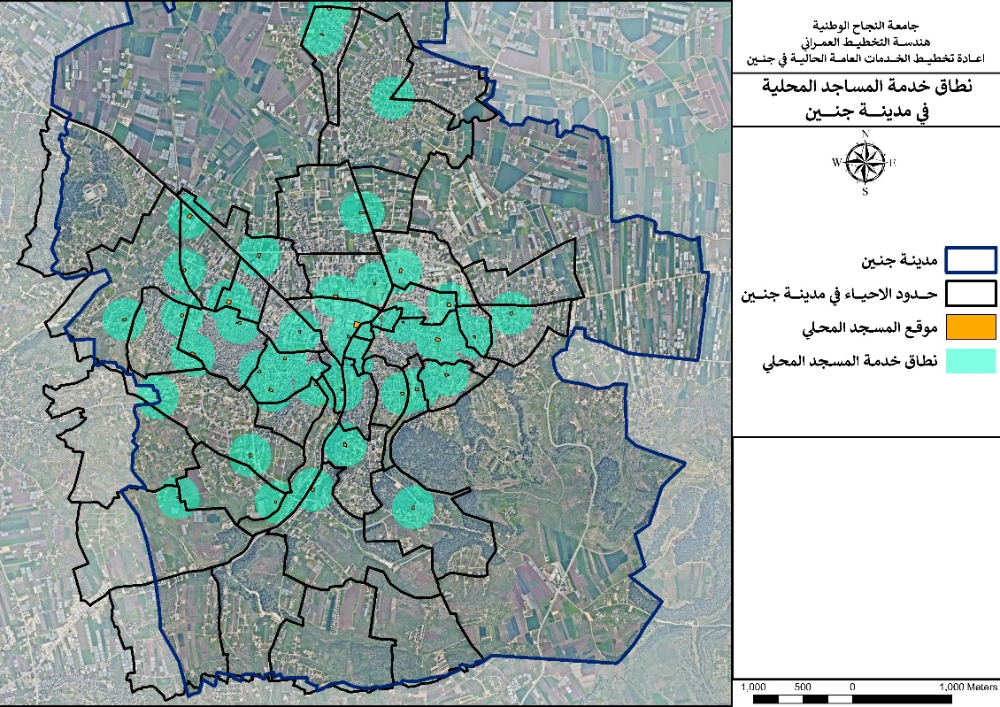 جامعة النجاح الوطنية
هندسة التخطيط العمراني
اعادة تخطيط الخدمات العامة الحالية في جنين
نطاق خدمة المساجد المحلية
في مدينة جنين
N
W E
S
مدينة جنين
حدود الاحياء في مدينة جنين
موقع المسجد المحلي
نطاق خدمة المسجد المحلي
1,000 500 0 1,000 Meters